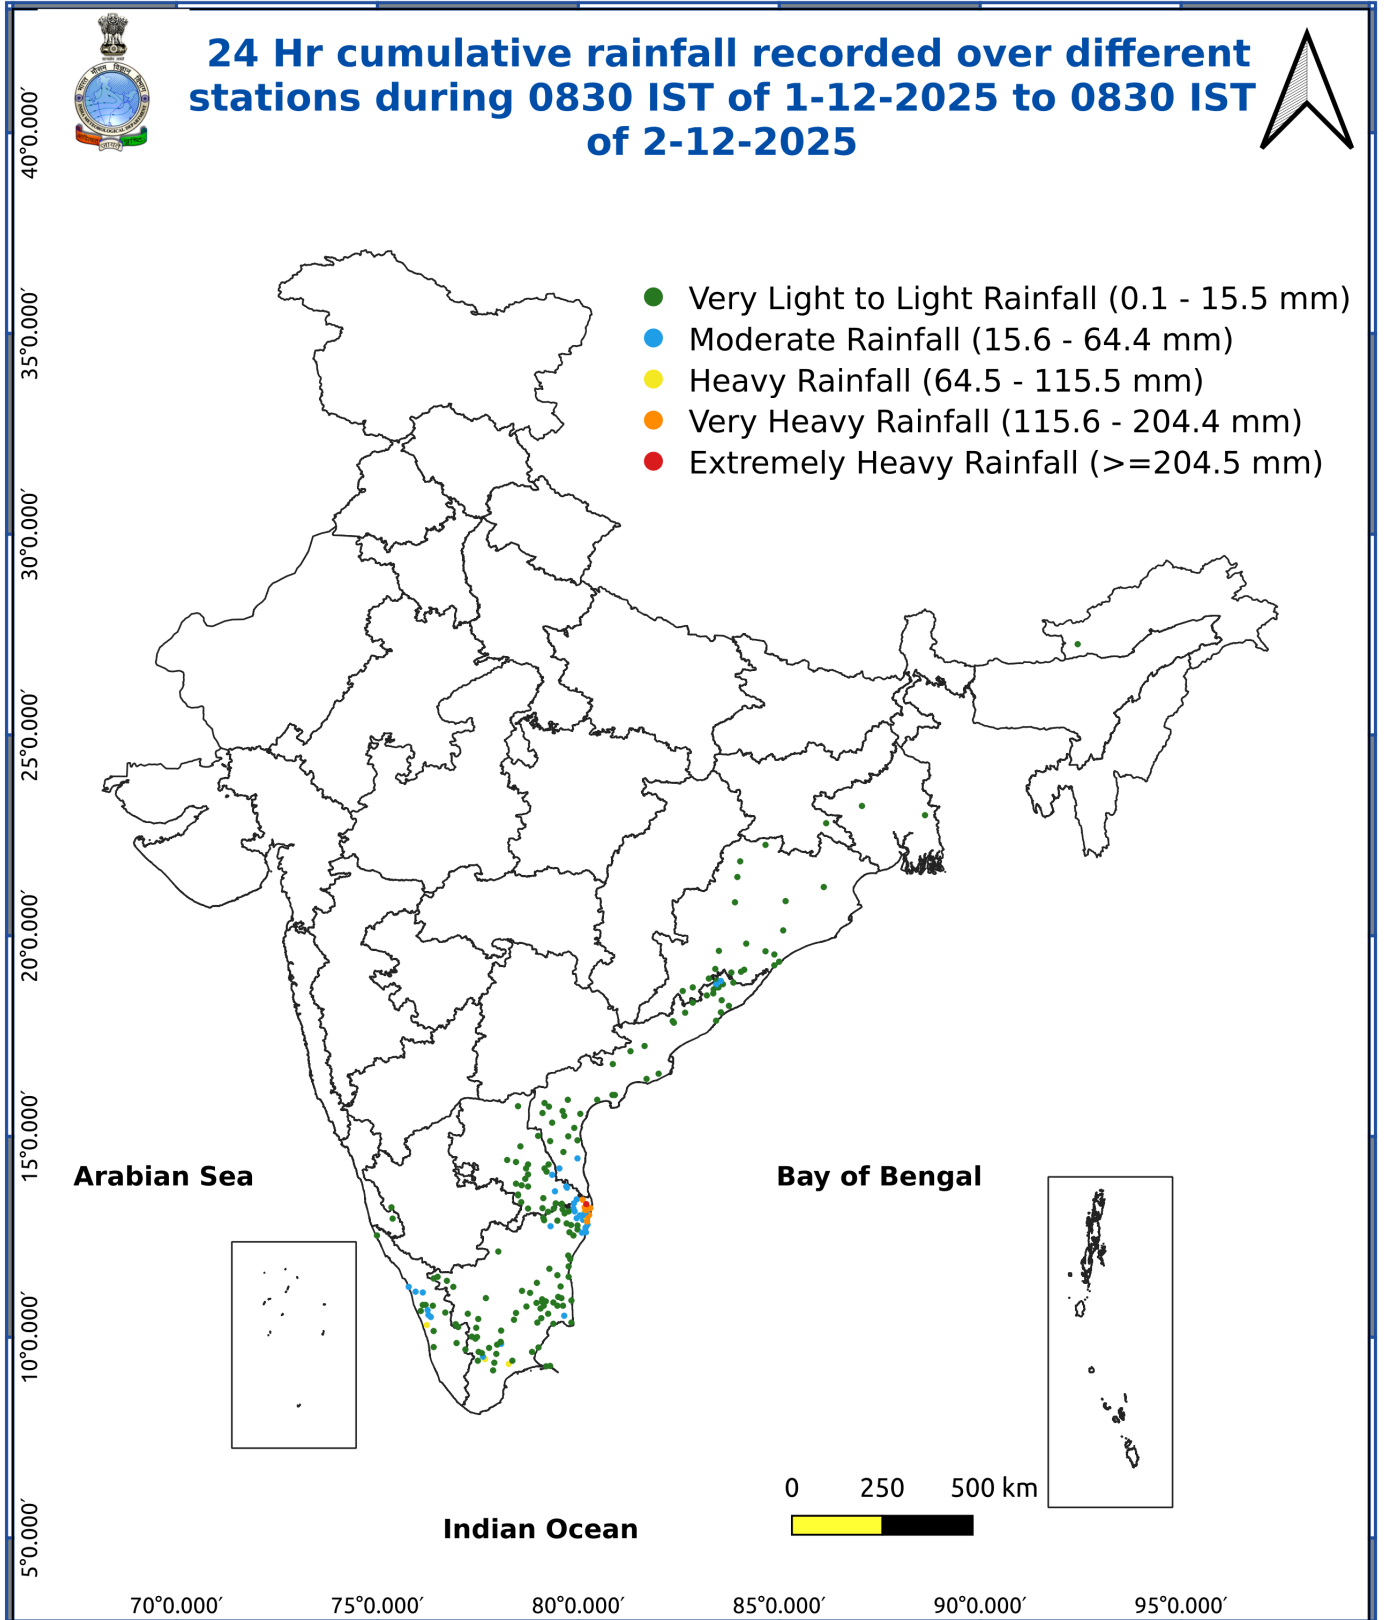 24 Hr cumulative rainfall recorded over different
stations during 0830 IST of 1-12-2025 to 0830 IST
of 2-12-2025
Very Light to Light Rainfall (0.1 - 15.5 mm)
Moderate Rainfall (15.6 - 64.4 mm)
Heavy Rainfall (64.5 - 115.5 mm)
Very Heavy Rainfall (115.6 - 204.4 mm)
Extremely Heavy Rainfall (>=204.5 mm)
40°0.000′
35°0.000′
30°0.000′
25°0.000′
20°0.000′
15°0.000′
10°0.000′
5°0.000′
Arabian Sea
Bay of Bengal
Indian Ocean
0 250 500 km
70°0.000′ 75°0.000′ 80°0.000′ 85°0.000′ 90°0.000′ 95°0.000′